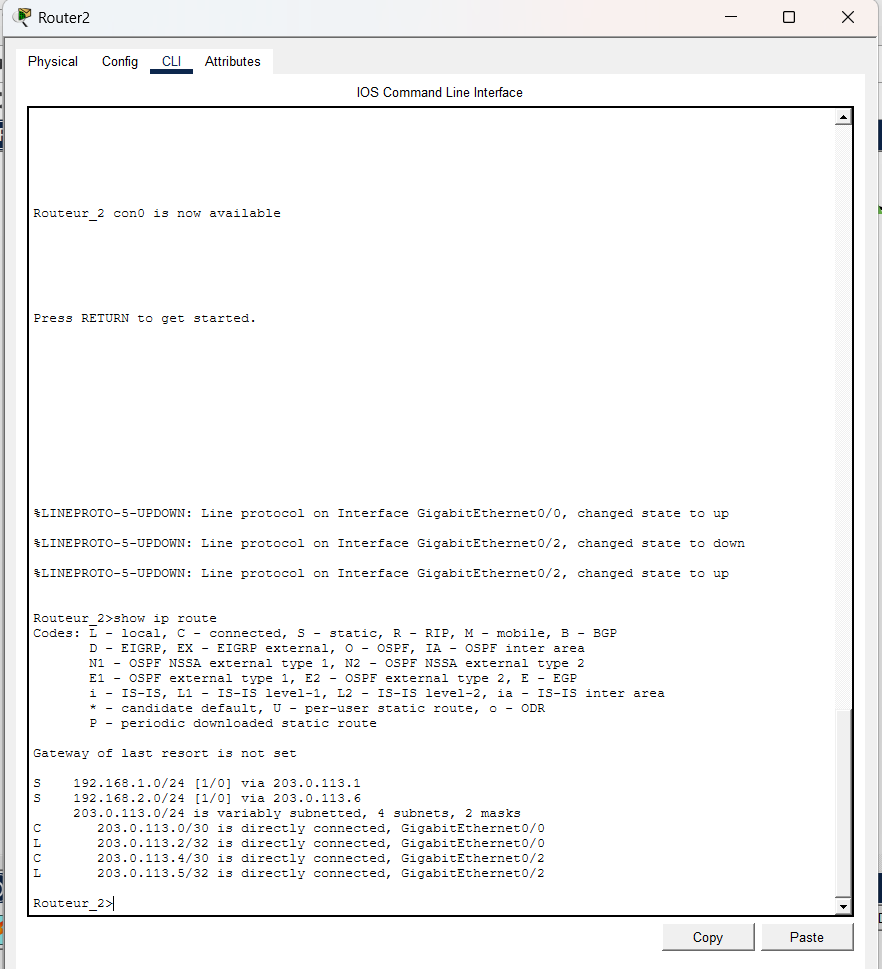 Router2
Physical Config CLI Attributes
IOS Command Line Interface
Routeur_2 con0 is now available
Press RETURN to get started.
%LINEPROTO-5-UPDOWN: Line protocol on Interface GigabitEthernet0/0, changed state to up
%LINEPROTO-5-UPDOWN: Line protocol on Interface GigabitEthernet0/2, changed state to down
%LINEPROTO-5-UPDOWN: Line protocol on Interface GigabitEthernet0/2, changed state to up
Routeur_2>show ip route
Codes: L - local, C - connected, S - static, R - RIP, M - mobile, B - BGP
D - EIGRP, EX - EIGRP external, O - OSPF, IA - OSPF inter area
N1 - OSPF NSSA external type 1, N2 - OSPF NSSA external type 2
E1 - OSPF external type 1, E2 - OSPF external type 2, E - EGP
i - IS-IS, L1 - IS-IS level-1, L2 - IS-IS level-2, ia - IS-IS inter area
* - candidate default, U - per-user static route, o - ODR
P - periodic downloaded static route
Gateway of last resort is not set
S 192.168.1.0/24 [1/0] via 203.0.113.1
S 192.168.2.0/24 [1/0] via 203.0.113.6
203.0.113.0/24 is variably subnetted, 4 subnets, 2 masks
C 203.0.113.0/30 is directly connected, GigabitEthernet0/0
L 203.0.113.2/32 is directly connected, GigabitEthernet0/0
C 203.0.113.4/30 is directly connected, GigabitEthernet0/2
L 203.0.113.5/32 is directly connected, GigabitEthernet0/2
Routeur_2>
Copy Paste